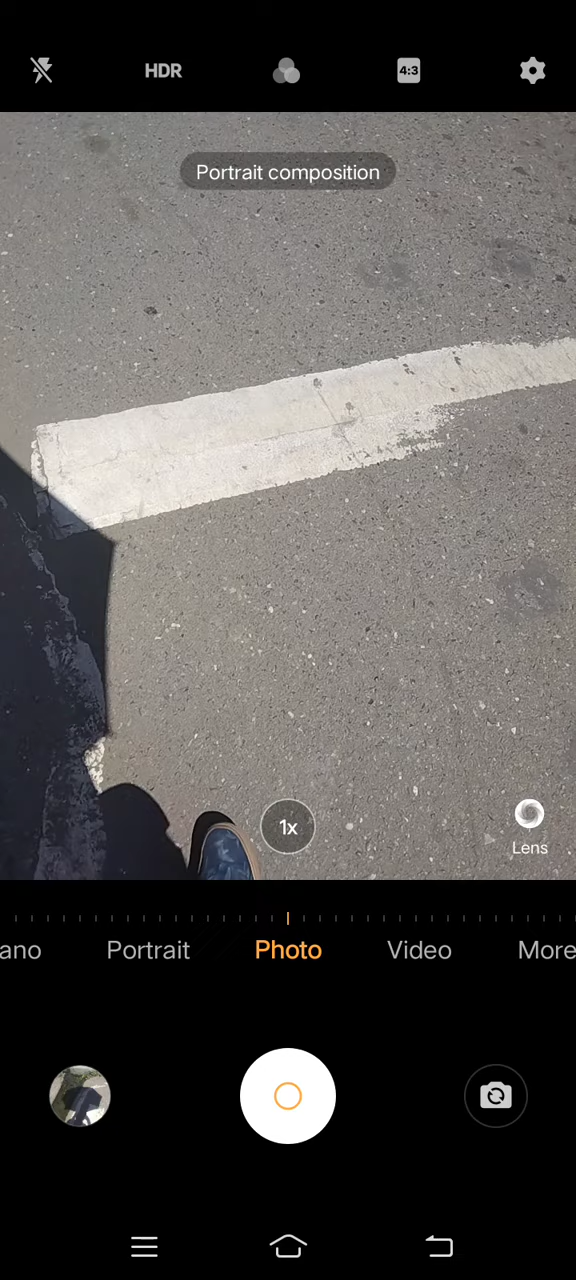 HDR
4:3
Portrait composition
1x
Lens
ano
Portrait
Photo
Video
More